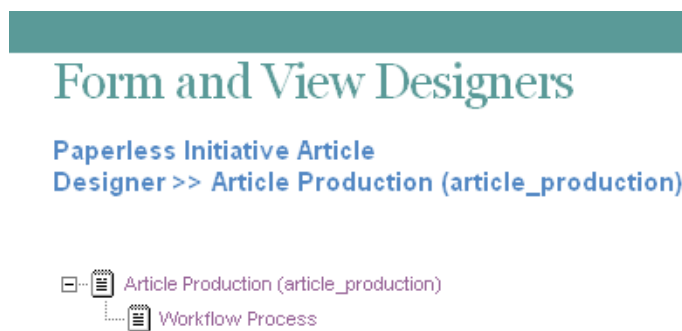 Form and View Designers
Paperless Initiative Article
Designer >> Article Production (article_production)
Article Production (article_production)
Workflow Process